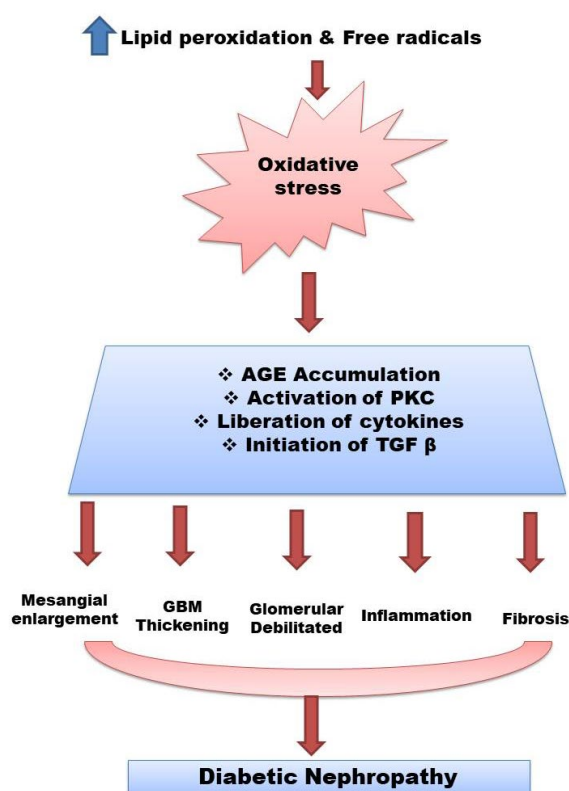 Lipid peroxidation & Free radicals
Oxidative
stress
❖ AGE Accumulation
❖ Activation of PKC
❖ Liberation of cytokines
❖ Initiation of TGF β
Mesangial
enlargement
GBM
Thickening
Glomerular
Debilitated
Inflammation
Fibrosis
Diabetic Nephropathy